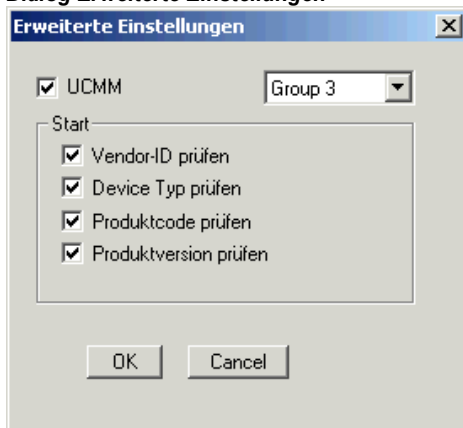 Dialog Erweiterte Einstellungen
Erweiterte Einstellungen
UCMM Group 3
Start
Vendor-ID prüfen
Device Typ prüfen
Produktcode prüfen
Produktversion prüfen
OK Cancel